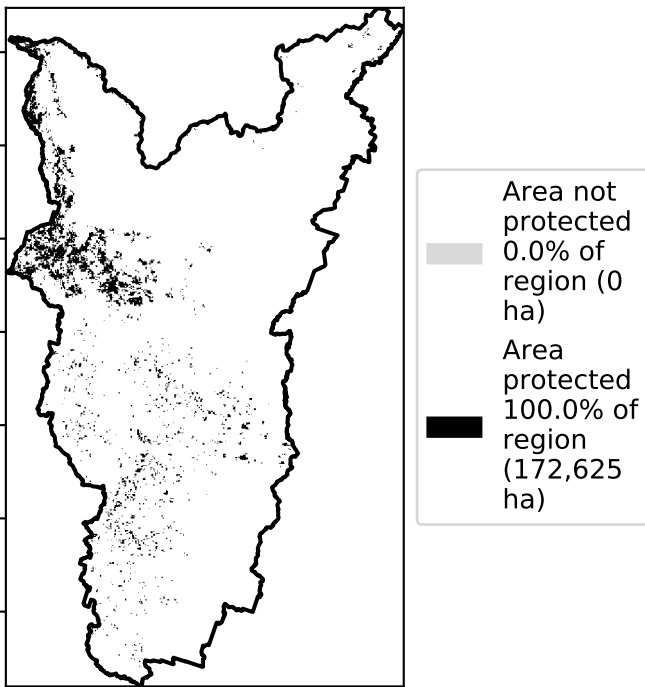 Area not
protected
0.0% of
region (0
ha)
Area
protected
100.0% of
region
(172,625
ha)